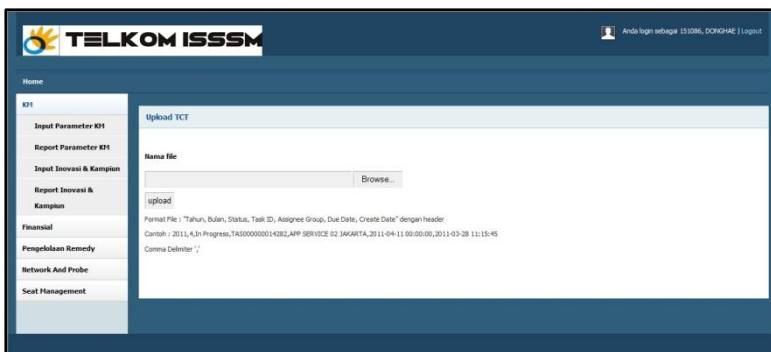 TELKOM ISSSM
Anda login sebagai 151086, DONGHAE | Logout
Home
KM
Input Parameter KM
Report Parameter KM
Input Inovasi & Kampiun
Report Inovasi &
Kampiun
Finansial
Pengelolaan Remedy
Network And Probe
Seat Management
Upload TCT
Nama file
Browse...
upload
Format File : "Tahun, Bulan, Status, Task ID, Assignee Group, Due Date, Create Date" dengan header
Contoh : 2011,4,In Progress,TAS000000014282,APP SERVICE 02 JAKARTA,2011-04-11 00:00:00,2011-03-28 11:15:45
Comma Delimiter ','